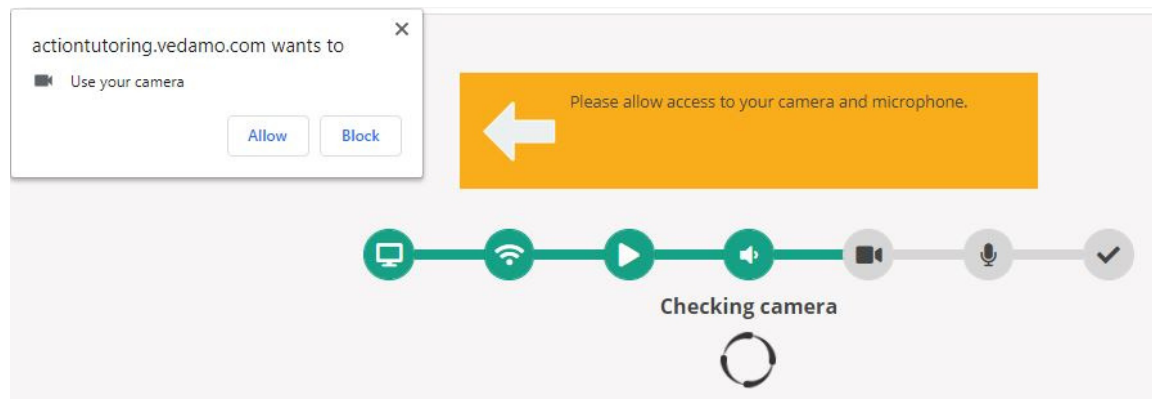 actiontutoring.vedamo.com wants to
Use your camera
Allow
Block
Please allow access to your camera and microphone.
Checking camera